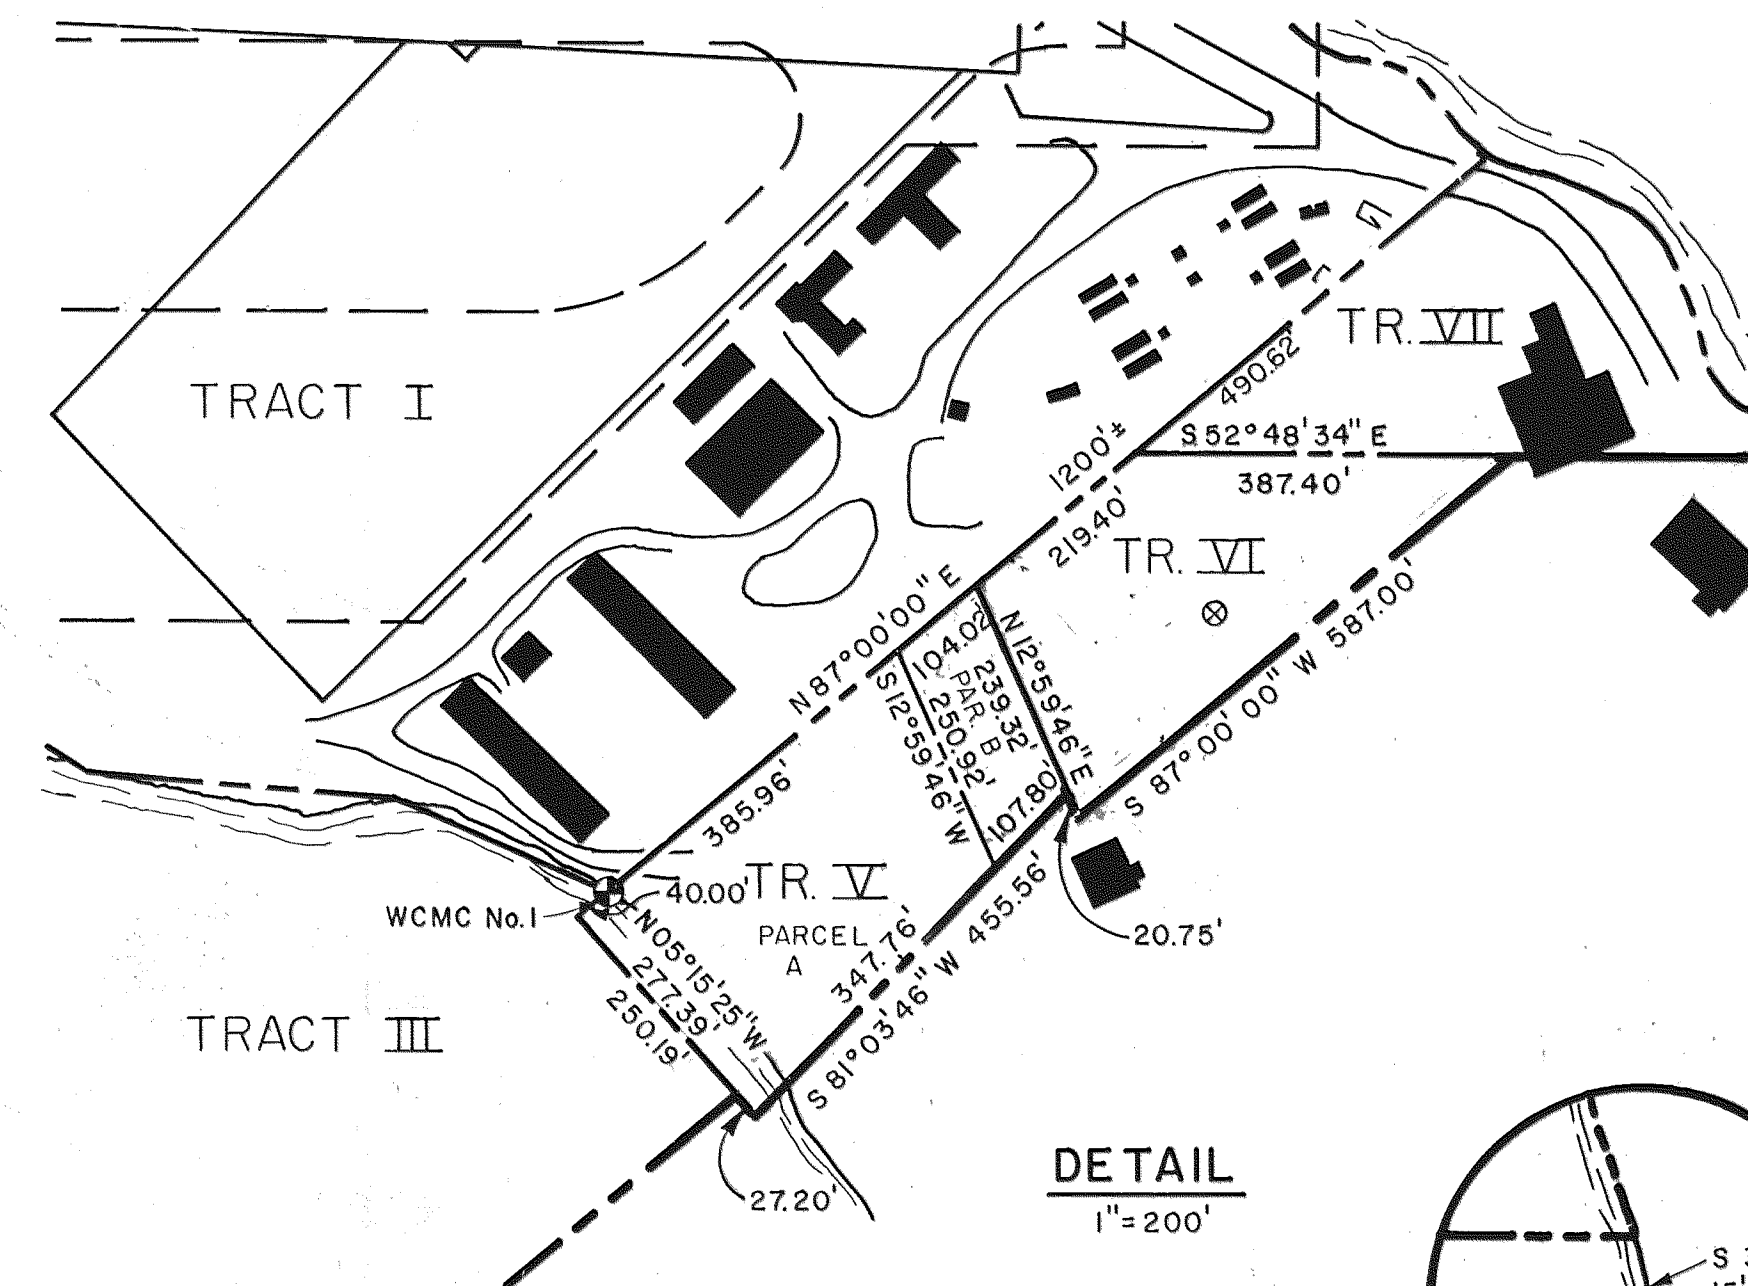 TRACT I
TR. VII
490.62'
1200'±
S 52° 48' 34" E
387.40'
219.40'
TR. VI
N 87° 00' 00" E
104.02'
N 12° 59' 46" E
239.32'
PAR. B
250.92'
S 12° 59' 46" W
107.80'
S 87° 00' 00" W 587.00'
385.96'
TR. V
40.00'
WCMC No. 1
PARCEL
A
N 05° 15' 25" W
277.39'
250.19'
347.76'
S 81° 03' 46" W 455.56'
20.75'
TRACT III
27.20'
DETAIL
1" = 200'
S